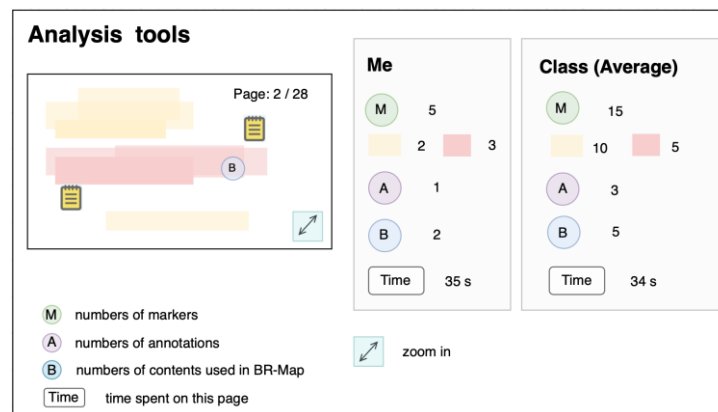 Analysis tools
Page: 2 / 28
B
Me
M 5
2 3
A 1
B 2
Time 35 s
Class (Average)
M 15
10 5
A 3
B 5
Time 34 s
M numbers of markers
A numbers of annotations
B numbers of contents used in BR-Map
Time time spent on this page
zoom in